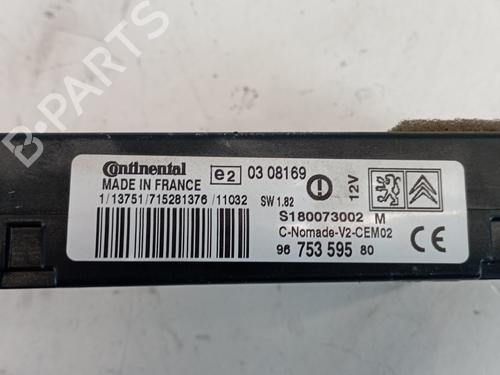 B-PARTS
Continental
e2 03 08169
MADE IN FRANCE
12V
1/13751/715281376/11032 SW 1.82
S180073002 M
C-Nomade-V2-CEM02
96 753 595 80
CE